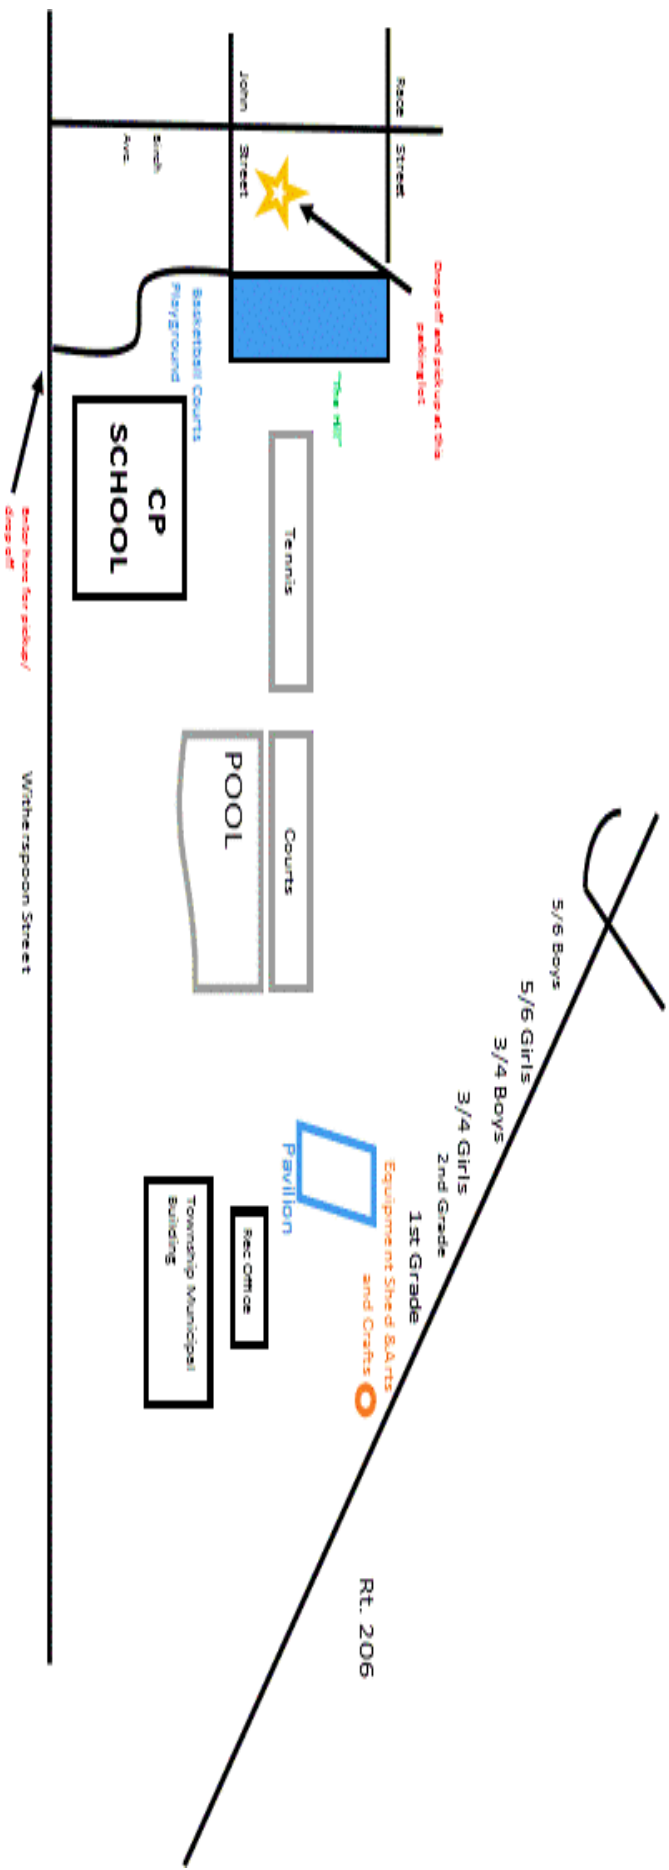 Race Street
John Street
Birch
Ave.
Drop off and pick up at this
parking lot
Basketball Courts
Playground
"The Hill"
CP
SCHOOL
enter here for pickup/
drop off
Tennis
Courts
POOL
Witherspoon Street
5/6 Boys
5/6 Girls
3/4 Boys
3/4 Girls
2nd Grade
1st Grade
Equipment Shed & Arts
and Crafts
Pavilion
Rec Office
Township Municipal
Building
Rt. 206